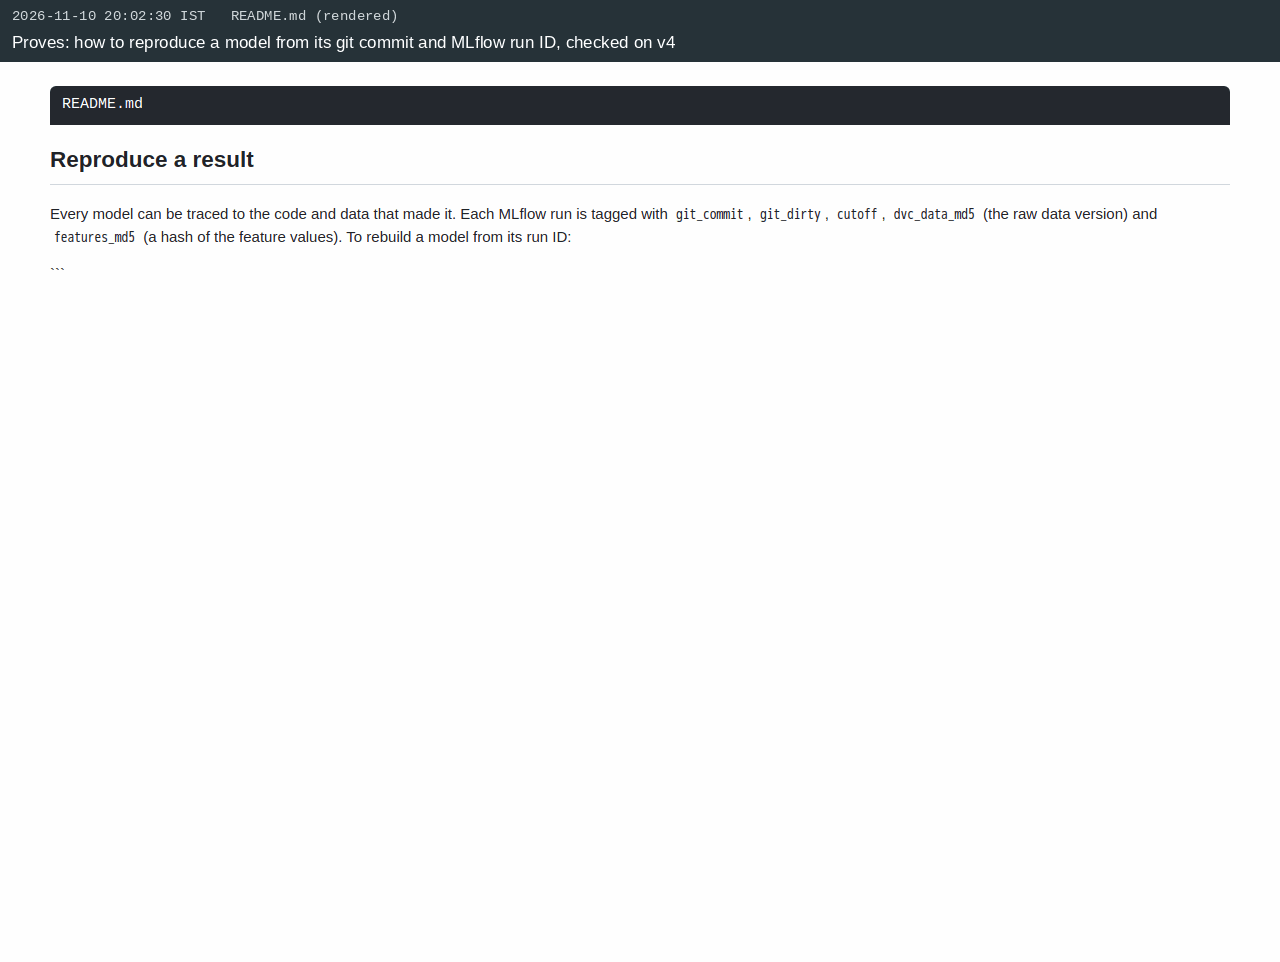 2026-11-10 20:02:30 IST   README.md (rendered)
Proves: how to reproduce a model from its git commit and MLflow run ID, checked on v4
README.md
Reproduce a result
Every model can be traced to the code and data that made it. Each MLflow run is tagged with git_commit, git_dirty, cutoff, dvc_data_md5 (the raw data version) and
features_md5 (a hash of the feature values). To rebuild a model from its run ID:
```